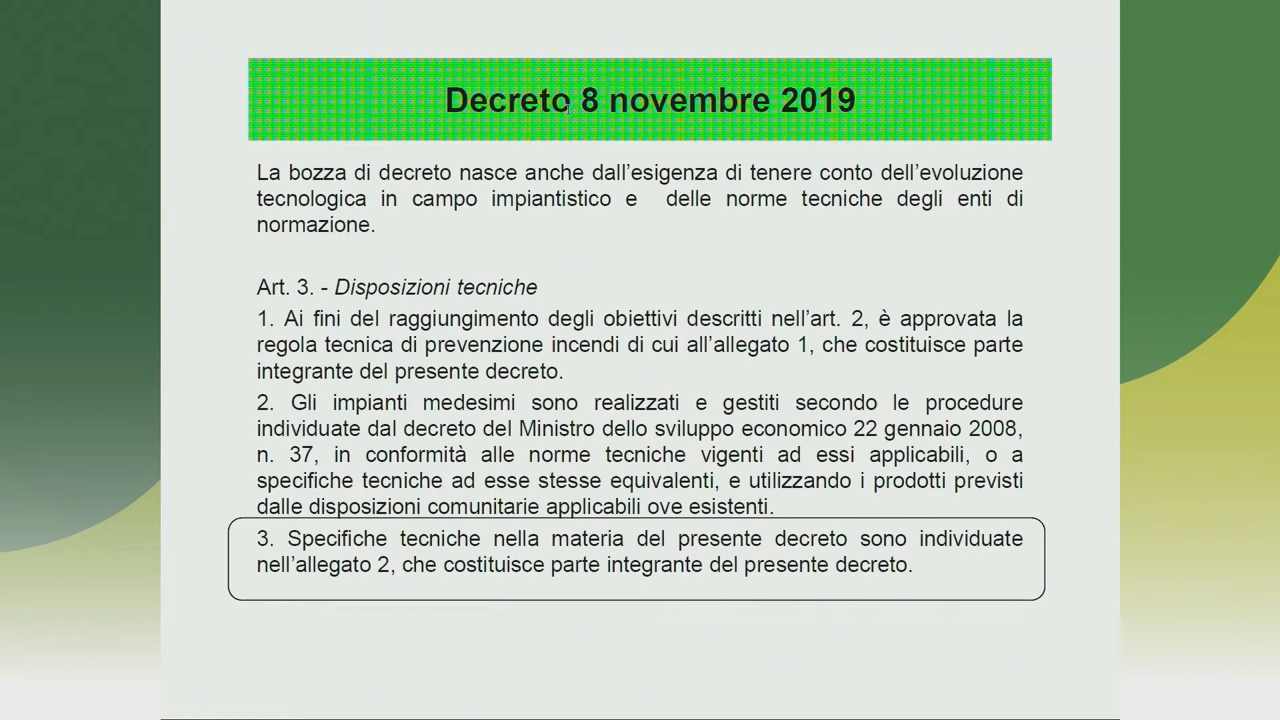 Decreto 8 novembre 2019
La bozza di decreto nasce anche dall'esigenza di tenere conto dell'evoluzione
tecnologica in campo impiantistico e delle norme tecniche degli enti di
normazione.
Art. 3. - Disposizioni tecniche
1. Ai fini del raggiungimento degli obiettivi descritti nell'art. 2, è approvata la
regola tecnica di prevenzione incendi di cui all'allegato 1, che costituisce parte
integrante del presente decreto.
2. Gli impianti medesimi sono realizzati e gestiti secondo le procedure
individuate dal decreto del Ministro dello sviluppo economico 22 gennaio 2008,
n. 37, in conformità alle norme tecniche vigenti ad essi applicabili, o a
specifiche tecniche ad esse stesse equivalenti, e utilizzando i prodotti previsti
dalle disposizioni comunitarie applicabili ove esistenti.
3. Specifiche tecniche nella materia del presente decreto sono individuate
nell'allegato 2, che costituisce parte integrante del presente decreto.